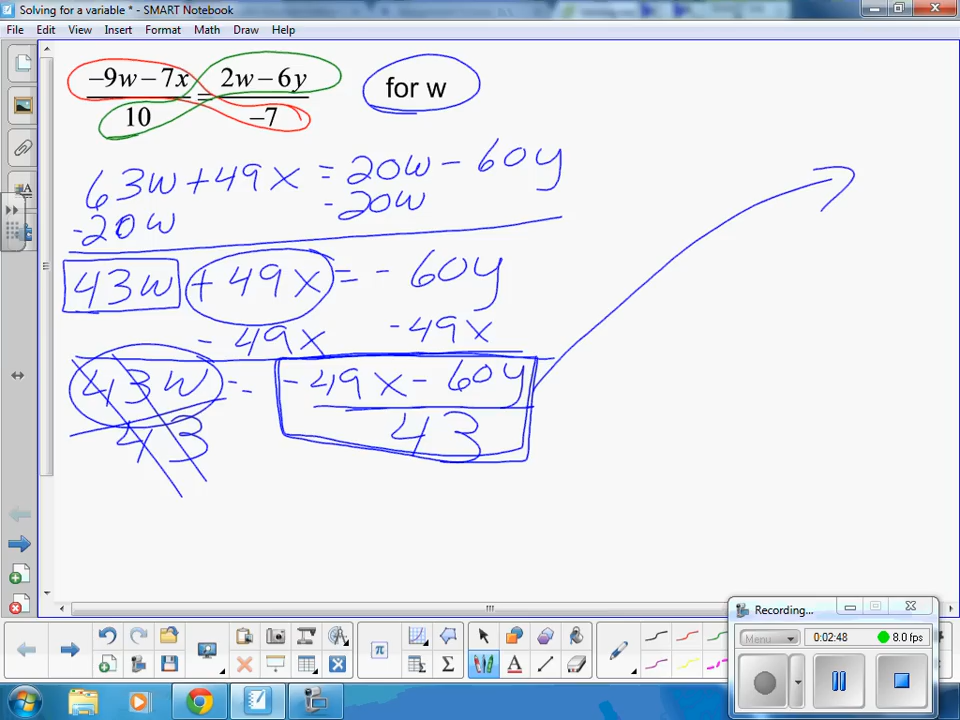 Solving for a variable * - SMART Notebook
File Edit View Insert Format Math Draw Help
−9w − 7x / 10 = 2w − 6y / −7 for w
63w + 49x = 20w - 60y
-20w -20w
43w + 49x = - 60y
- 49x - 49x
43w = - 49x - 60y
43 43
Recording...
Menu 0:02:48 8.0 fps